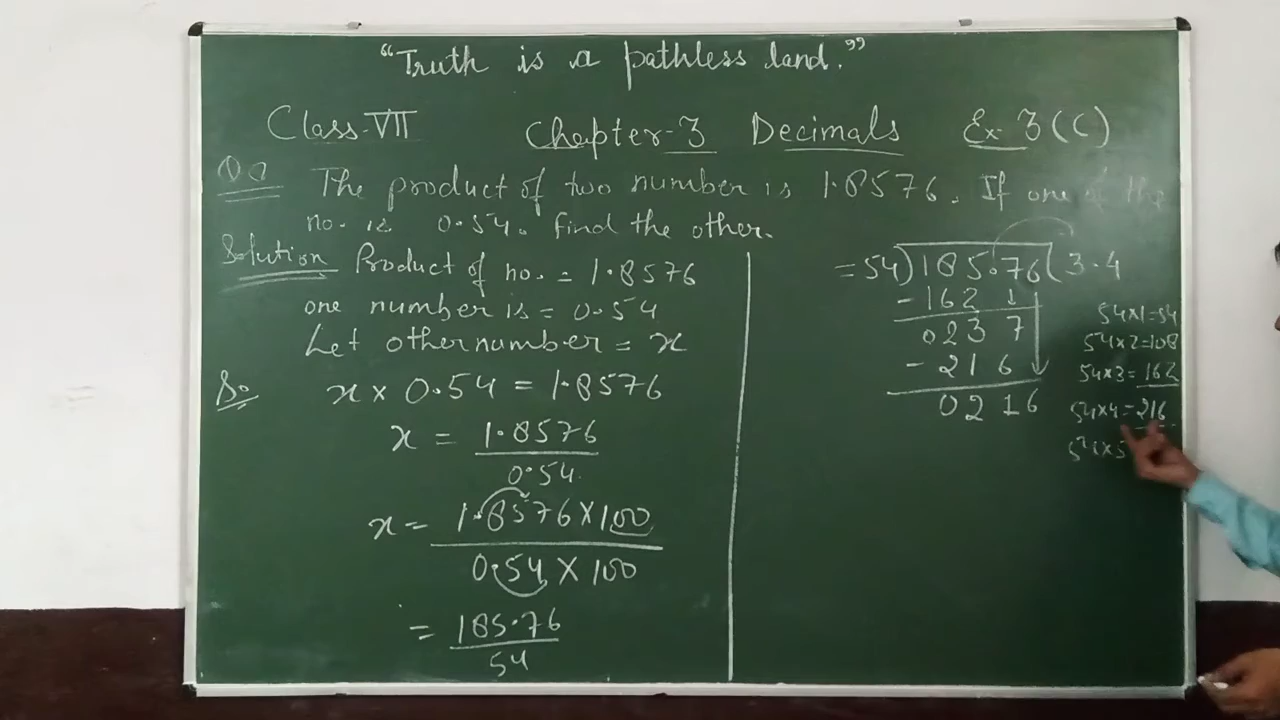 “Truth is a pathless land.”
Class-VII Chapter-3 Decimals Ex 3(C)
The product of two number is 1.8576. If one of the
no. is 0.54. find the other.
Solution Product of no. = 1.8576
one number is = 0.54
Let other number = x
So x × 0.54 = 1.8576
x = 1.8576
0.54
x = 1.8576 × 100
0.54 × 100
= 185.76
54
= 54) 185.76 ( 3.4
- 162
0237
- 216
0216
54×1=54
54×2=108
54×3=162
54×4=216
54×5